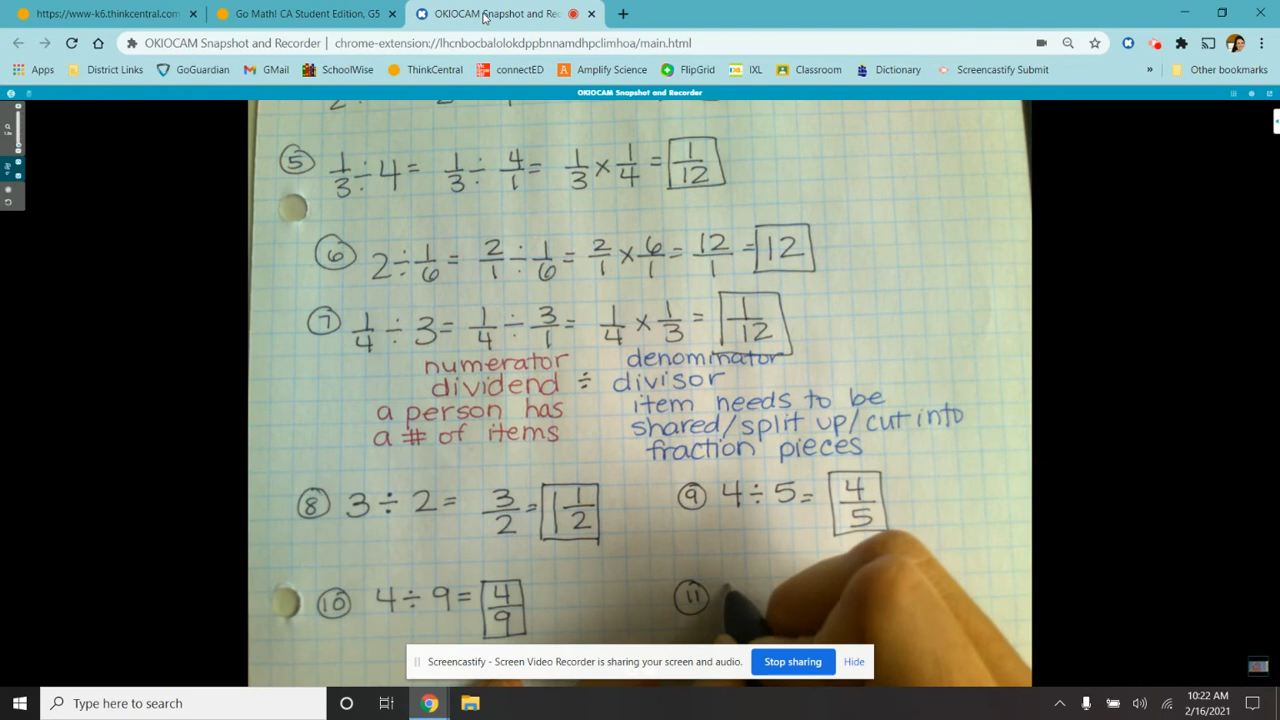 https://www-k6.thinkcentral.com
Go Math! CA Student Edition, G5
OKIOCAM Snapshot and Rec
OKIOCAM Snapshot and Recorder | chrome-extension://lhcnbocbalolokdppbnnamdhpclimhoa/main.html
Apps District Links GoGuardian GMail SchoolWise ThinkCentral connectED Amplify Science FlipGrid IXL Classroom Dictionary Screencastify Submit » Other bookmarks
OKIOCAM Snapshot and Recorder
5 1/3 ÷ 4 = 1/3 ÷ 4/1 = 1/3 × 1/4 = 1/12
6 2 ÷ 1/6 = 2/1 ÷ 1/6 = 2/1 × 6/1 = 12/1 = 12
7 1/4 ÷ 3 = 1/4 ÷ 3/1 = 1/4 × 1/3 = 1/12
numerator denominator
dividend ÷ divisor
a person has item needs to be
a # of items shared/split up/cut into
fraction pieces
8 3 ÷ 2 = 3/2 = 1 1/2 9 4 ÷ 5 = 4/5
10 4 ÷ 9 = 4/9 11
Screencastify - Screen Video Recorder is sharing your screen and audio. Stop sharing Hide
Type here to search
10:22 AM
2/16/2021